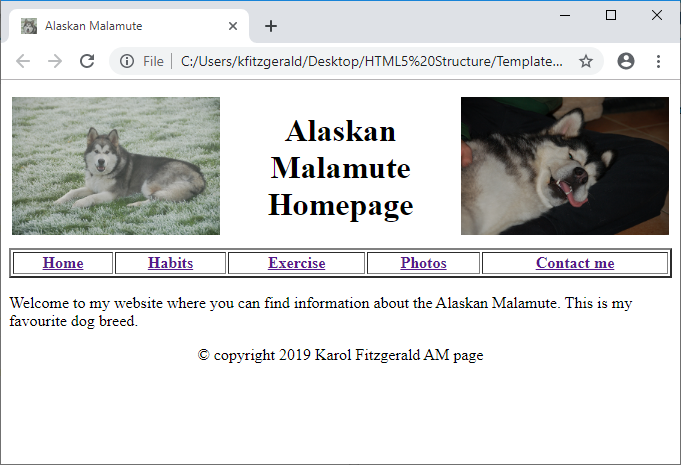 Alaskan Malamute
File
C:/Users/kfitzgerald/Desktop/HTML5%20Structure/Template...
Alaskan
Malamute
Homepage
Home Habits Exercise Photos Contact me
Welcome to my website where you can find information about the Alaskan Malamute. This is my
favourite dog breed.
© copyright 2019 Karol Fitzgerald AM page